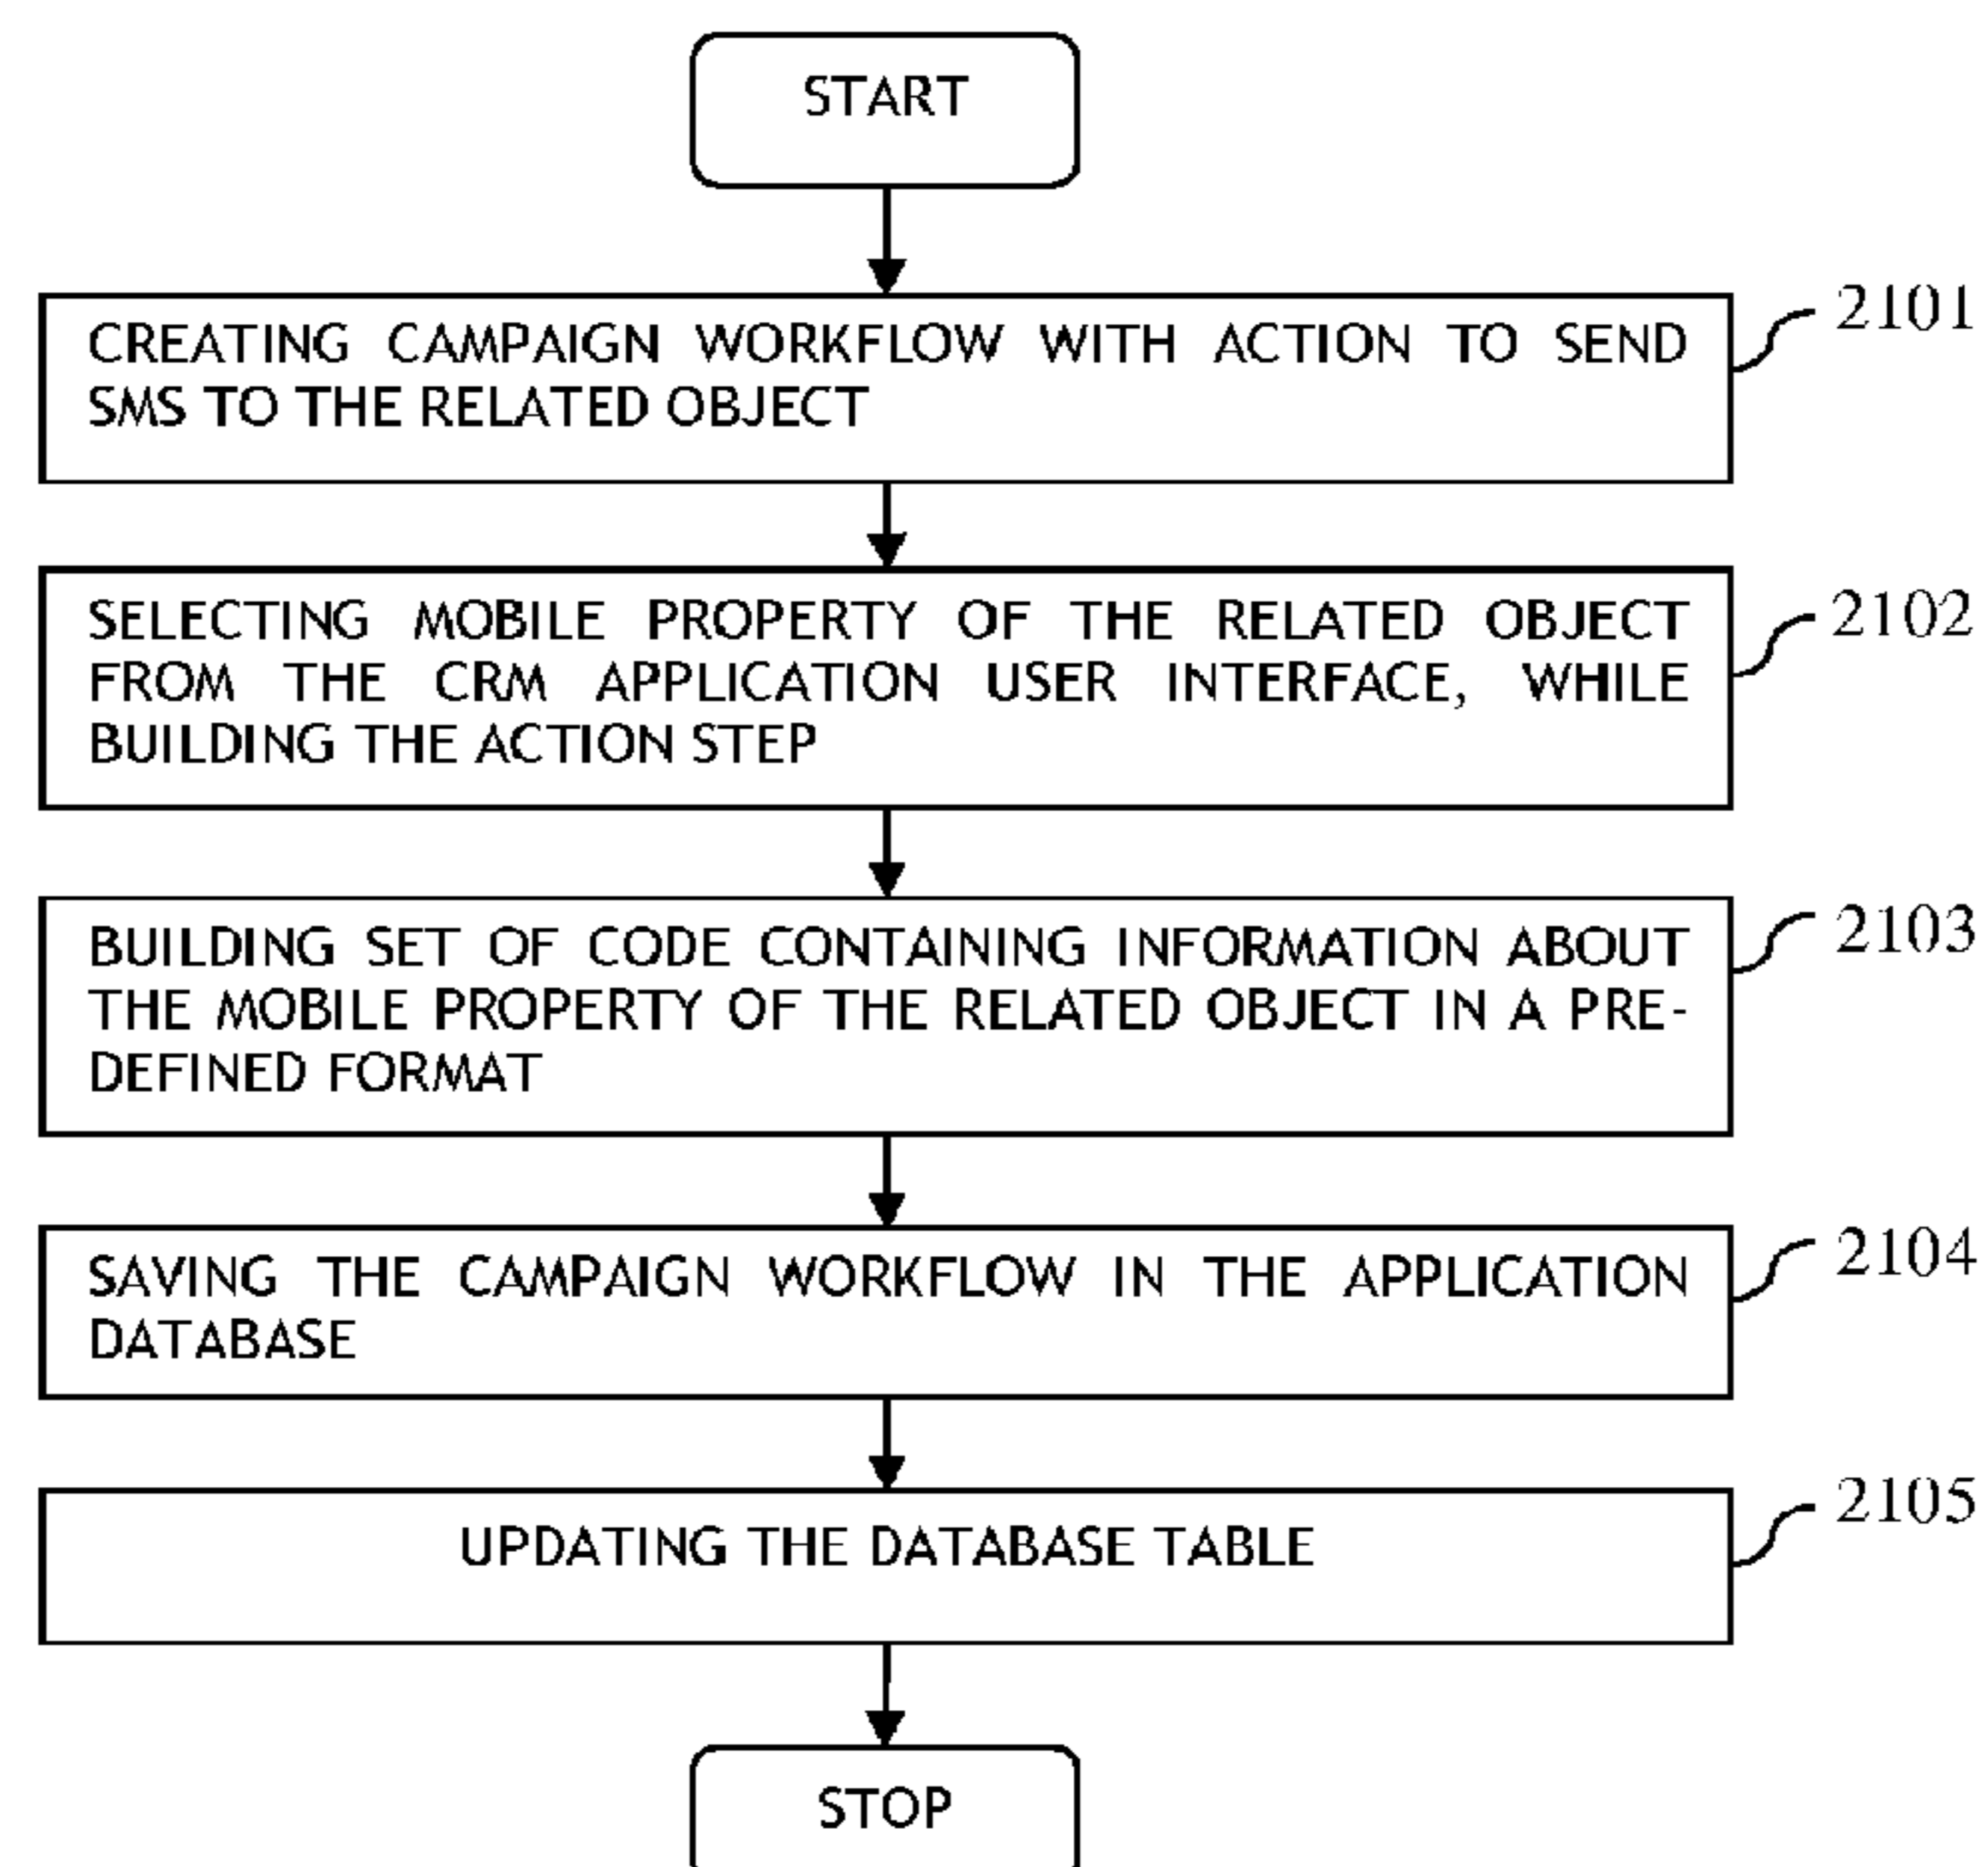 START
2101
CREATING CAMPAIGN WORKFLOW WITH ACTION TO SEND
SMS TO THE RELATED OBJECT
2102
SELECTING MOBILE PROPERTY OF THE RELATED OBJECT
FROM THE CRM APPLICATION USER INTERFACE, WHILE
BUILDING THE ACTION STEP
2103
BUILDING SET OF CODE CONTAINING INFORMATION ABOUT
THE MOBILE PROPERTY OF THE RELATED OBJECT IN A PRE-
DEFINED FORMAT
2104
SAVING THE CAMPAIGN WORKFLOW IN THE APPLICATION
DATABASE
2105
UPDATING THE DATABASE TABLE
STOP